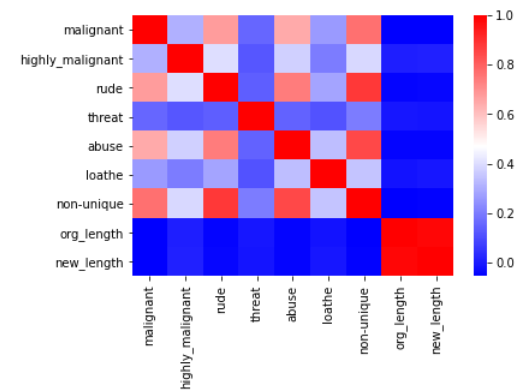 malignant
highly_malignant
rude
threat
abuse
loathe
non-unique
org_length
new_length
malignant
highly_malignant
rude
threat
abuse
loathe
non-unique
org_length
new_length
1.0
0.8
0.6
0.4
0.2
0.0